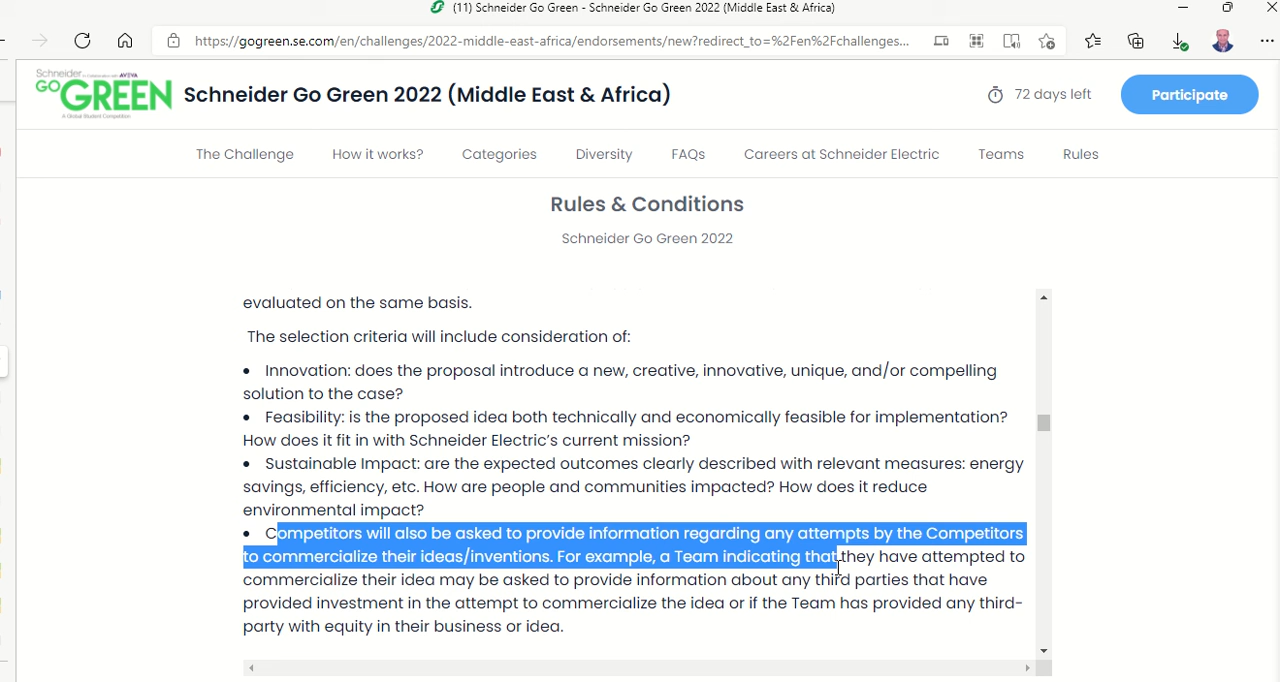 (11) Schneider Go Green - Schneider Go Green 2022 (Middle East & Africa)
https://gogreen.se.com/en/challenges/2022-middle-east-africa/endorsements/new?redirect_to=%2Fen%2Fchallenges...
Schneider in Collaboration with AVEVA
GO GREEN
A Global Student Competition
Schneider Go Green 2022 (Middle East & Africa)
72 days left
Participate
The Challenge How it works? Categories Diversity FAQs Careers at Schneider Electric Teams Rules
Rules & Conditions
Schneider Go Green 2022
evaluated on the same basis.
The selection criteria will include consideration of:
• Innovation: does the proposal introduce a new, creative, innovative, unique, and/or compelling
solution to the case?
• Feasibility: is the proposed idea both technically and economically feasible for implementation?
How does it fit in with Schneider Electric's current mission?
• Sustainable Impact: are the expected outcomes clearly described with relevant measures: energy
savings, efficiency, etc. How are people and communities impacted? How does it reduce
environmental impact?
• Competitors will also be asked to provide information regarding any attempts by the Competitors
to commercialize their ideas/inventions. For example, a Team indicating that they have attempted to
commercialize their idea may be asked to provide information about any third parties that have
provided investment in the attempt to commercialize the idea or if the Team has provided any third-
party with equity in their business or idea.